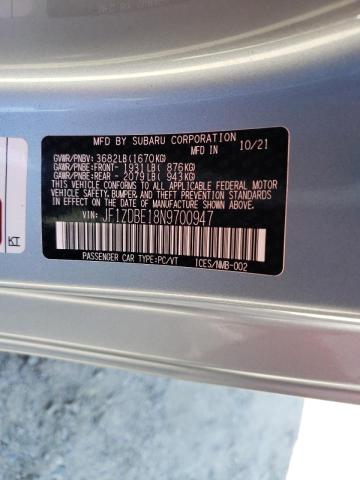 MFD BY SUBARU CORPORATION
MFD IN 10/21
GVWR/PNBV: 3682LB(1670KG)
GAWR/PNBE:FRONT- 1931LB( 876KG)
GAWR/PNBE:REAR - 2079LB( 943KG)
THIS VEHICLE CONFORMS TO ALL APPLICABLE FEDERAL MOTOR
VEHICLE SAFETY, BUMPER AND THEFT PREVENTION STANDARDS
IN EFFECT ON THE DATE OF MANUFACTURE SHOWN ABOVE.
VIN: JF1ZDBE18N9700947
PASSENGER CAR TYPE:PC/VT ICES/NMB-002
KT